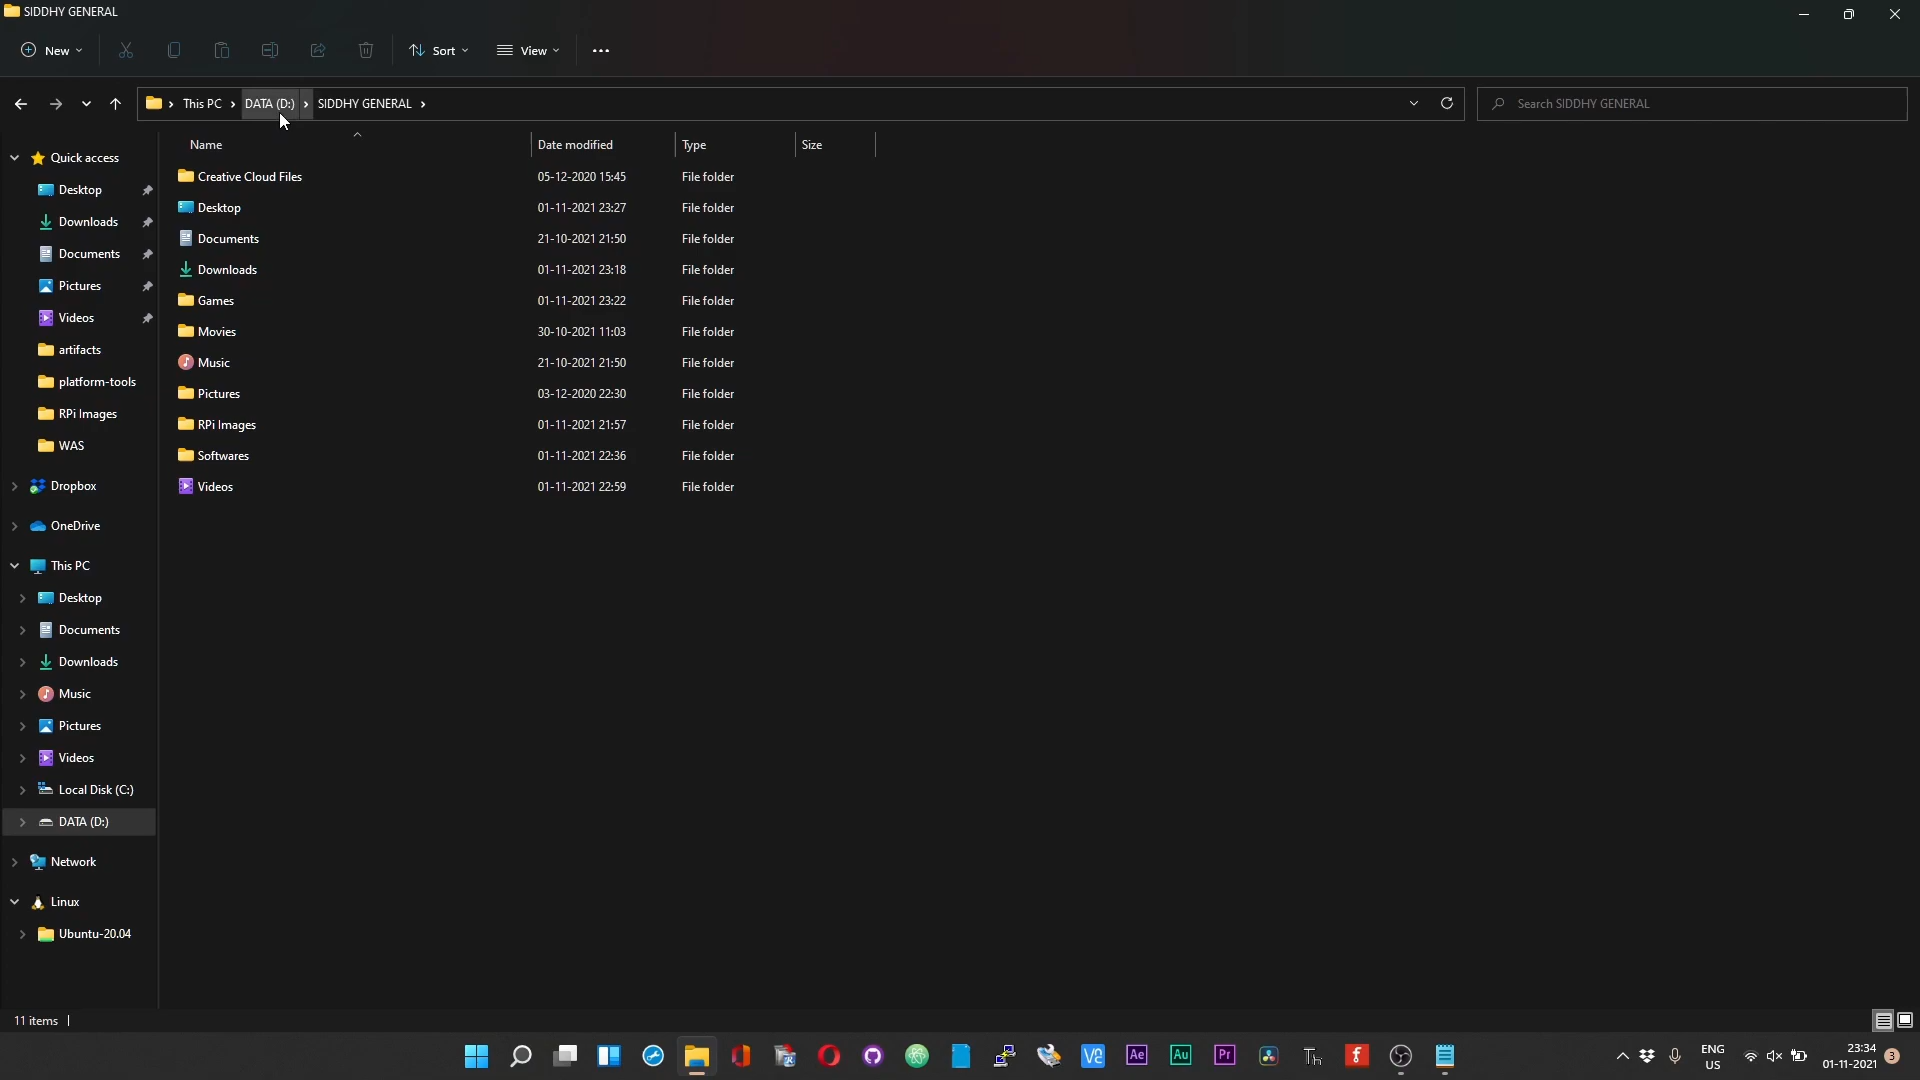 SIDDHY GENERAL
New
Sort
View
This PC
DATA (D:)
SIDDHY GENERAL
Search SIDDHY GENERAL
Name Date modified Type Size
Creative Cloud Files 05-12-2020 15:45 File folder
Desktop 01-11-2021 23:27 File folder
Documents 21-10-2021 21:50 File folder
Downloads 01-11-2021 23:18 File folder
Games 01-11-2021 23:22 File folder
Movies 30-10-2021 11:03 File folder
Music 21-10-2021 21:50 File folder
Pictures 03-12-2020 22:30 File folder
RPi Images 01-11-2021 21:57 File folder
Softwares 01-11-2021 22:36 File folder
Videos 01-11-2021 22:59 File folder
Quick access
Desktop
Downloads
Documents
Pictures
Videos
artifacts
platform-tools
RPi Images
WAS
Dropbox
OneDrive
This PC
Desktop
Documents
Downloads
Music
Pictures
Videos
Local Disk (C:)
DATA (D:)
Network
Linux
Ubuntu-20.04
11 items
Ae
Au
Pr
Th
f
ENG
US
23:34
01-11-2021
3